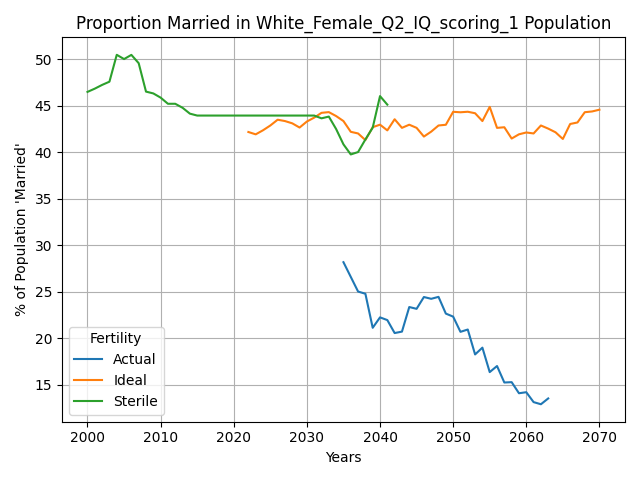 Proportion Married in White_Female_Q2_IQ_scoring_1 Population
% of Population 'Married'
50
45
40
35
30
25
20
15
Fertility
Actual
Ideal
Sterile
2000 2010 2020 2030 2040 2050 2060 2070
Years